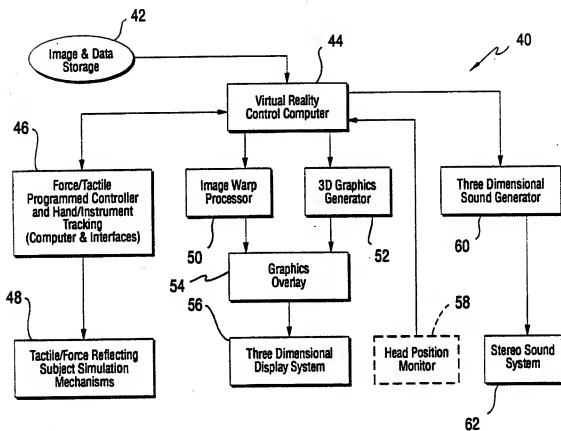 42
Image & Data
Storage
44
40
Virtual Reality
Control Computer
46
Force/Tactile
Programmed Controller
and Hand/Instrument
Tracking
(Computer & Interfaces)
Image Warp
Processor
50
3D Graphics
Generator
52
Three Dimensional
Sound Generator
60
54
Graphics
Overlay
48
Tactile/Force Reflecting
Subject Simulation
Mechanisms
56
Three Dimensional
Display System
58
Head Position
Monitor
Stereo Sound
System
62